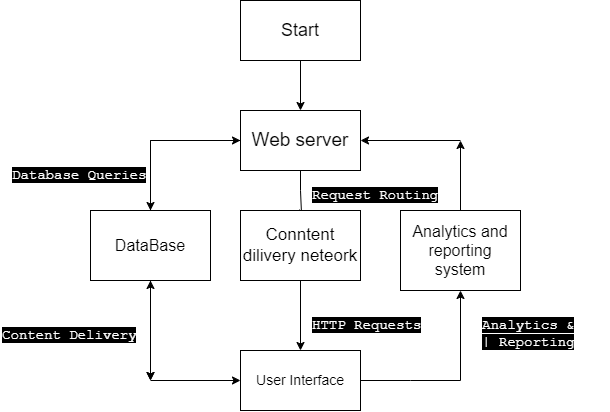 Start
Web server
Database Queries
Request Routing
DataBase
Conntent
dilivery neteork
Analytics and
reporting
system
Content Delivery
HTTP Requests
Analytics &
| Reporting
User Interface